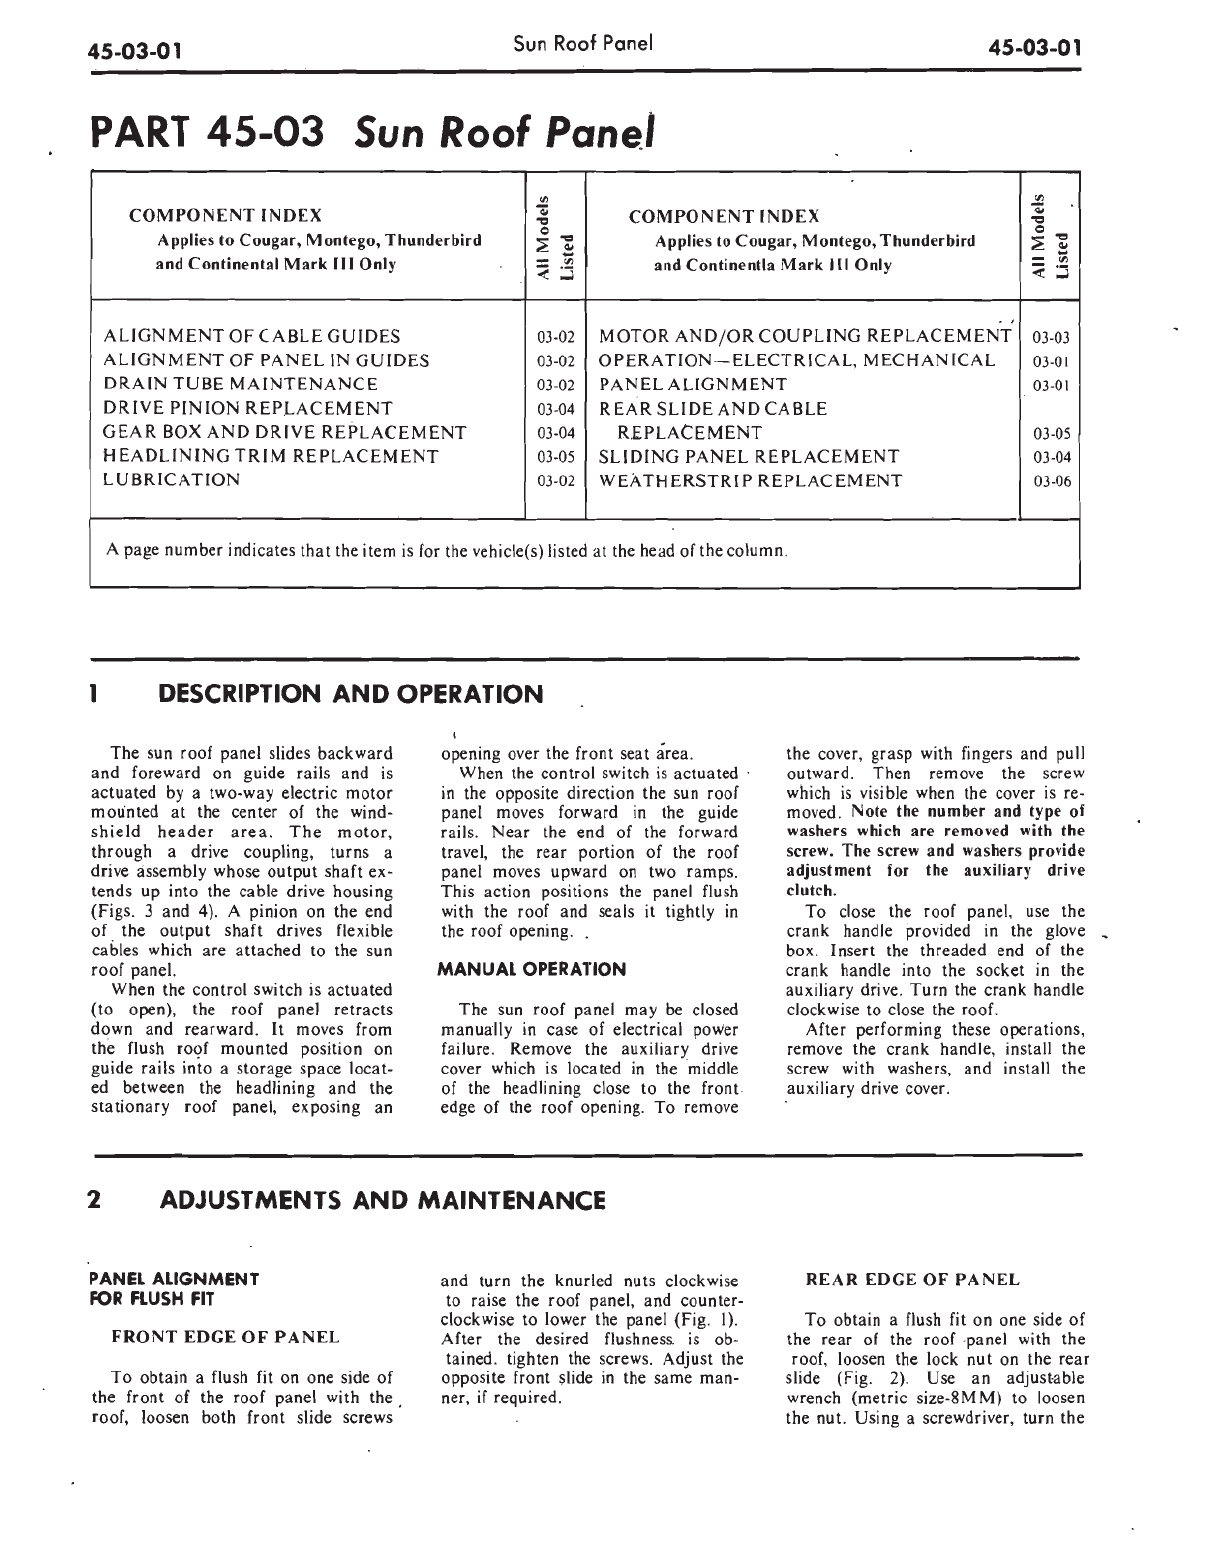 45-03-01
Sun Roof Panel
45-03-01
PART 45-03 Sun Roof Panel
COMPONENT INDEX
Applies to Cougar, Montego, Thunderbird
and Continental Mark III Only
All Models
Listed
COMPONENT INDEX
Applies to Cougar, Montego, Thunderbird
and Continentla Mark III Only
All Models
Listed
ALIGNMENT OF CABLE GUIDES 03-02
ALIGNMENT OF PANEL IN GUIDES 03-02
DRAIN TUBE MAINTENANCE 03-02
DRIVE PINION REPLACEMENT 03-04
GEAR BOX AND DRIVE REPLACEMENT 03-04
HEADLINING TRIM REPLACEMENT 03-05
LUBRICATION 03-02
MOTOR AND/OR COUPLING REPLACEMENT 03-03
OPERATION—ELECTRICAL, MECHANICAL 03-01
PANEL ALIGNMENT 03-01
REAR SLIDE AND CABLE
REPLACEMENT 03-05
SLIDING PANEL REPLACEMENT 03-04
WEATHERSTRIP REPLACEMENT 03-06
A page number indicates that the item is for the vehicle(s) listed at the head of the column.
1 DESCRIPTION AND OPERATION
The sun roof panel slides backward
and foreward on guide rails and is
actuated by a two-way electric motor
mounted at the center of the wind-
shield header area. The motor,
through a drive coupling, turns a
drive assembly whose output shaft ex-
tends up into the cable drive housing
(Figs. 3 and 4). A pinion on the end
of the output shaft drives flexible
cables which are attached to the sun
roof panel.
When the control switch is actuated
(to open), the roof panel retracts
down and rearward. It moves from
the flush roof mounted position on
guide rails into a storage space locat-
ed between the headlining and the
stationary roof panel, exposing an
opening over the front seat area.
When the control switch is actuated
in the opposite direction the sun roof
panel moves forward in the guide
rails. Near the end of the forward
travel, the rear portion of the roof
panel moves upward on two ramps.
This action positions the panel flush
with the roof and seals it tightly in
the roof opening.
MANUAL OPERATION
The sun roof panel may be closed
manually in case of electrical power
failure. Remove the auxiliary drive
cover which is located in the middle
of the headlining close to the front
edge of the roof opening. To remove
the cover, grasp with fingers and pull
outward. Then remove the screw
which is visible when the cover is re-
moved. Note the number and type of
washers which are removed with the
screw. The screw and washers provide
adjustment for the auxiliary drive
clutch.
To close the roof panel, use the
crank handle provided in the glove
box. Insert the threaded end of the
crank handle into the socket in the
auxiliary drive. Turn the crank handle
clockwise to close the roof.
After performing these operations,
remove the crank handle, install the
screw with washers, and install the
auxiliary drive cover.
2 ADJUSTMENTS AND MAINTENANCE
PANEL ALIGNMENT
FOR FLUSH FIT
FRONT EDGE OF PANEL
To obtain a flush fit on one side of
the front of the roof panel with the
roof, loosen both front slide screws
and turn the knurled nuts clockwise
to raise the roof panel, and counter-
clockwise to lower the panel (Fig. 1).
After the desired flushness is ob-
tained. tighten the screws. Adjust the
opposite front slide in the same man-
ner, if required.
REAR EDGE OF PANEL
To obtain a flush fit on one side of
the rear of the roof panel with the
roof, loosen the lock nut on the rear
slide (Fig. 2). Use an adjustable
wrench (metric size-8MM) to loosen
the nut. Using a screwdriver, turn the